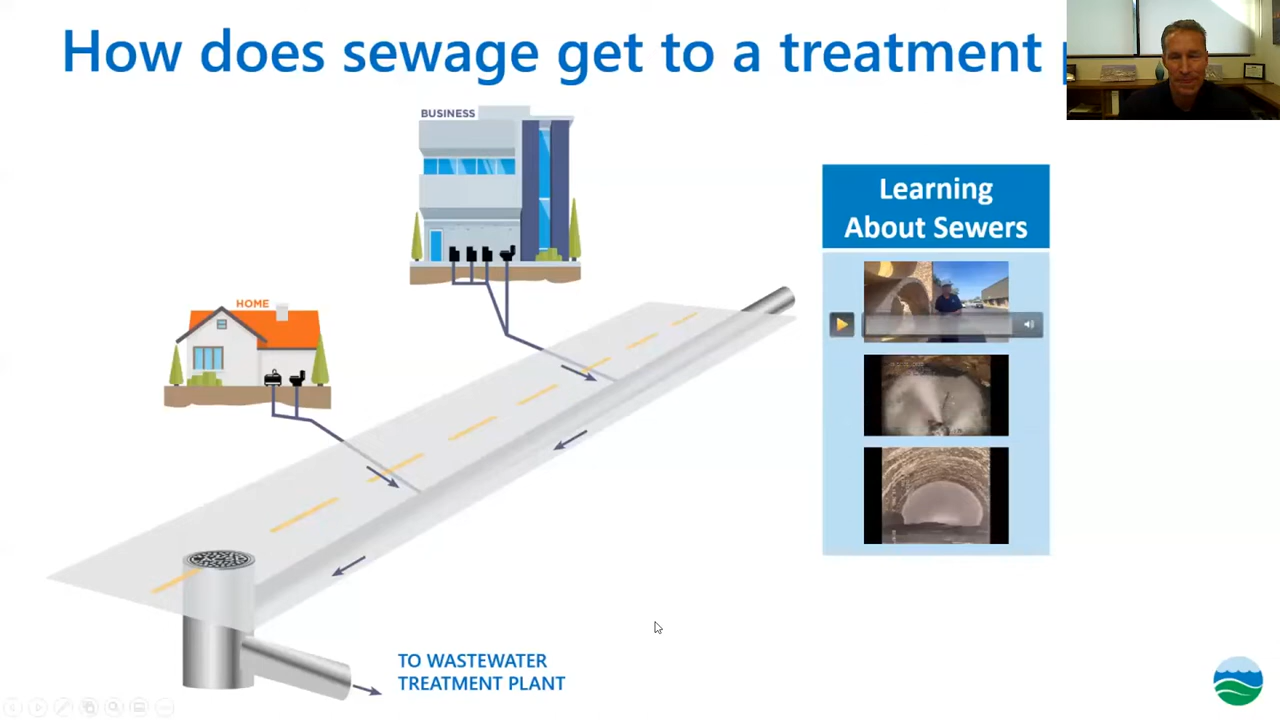 How does sewage get to a treatment
BUSINESS
Learning
About Sewers
HOME
TO WASTEWATER
TREATMENT PLANT